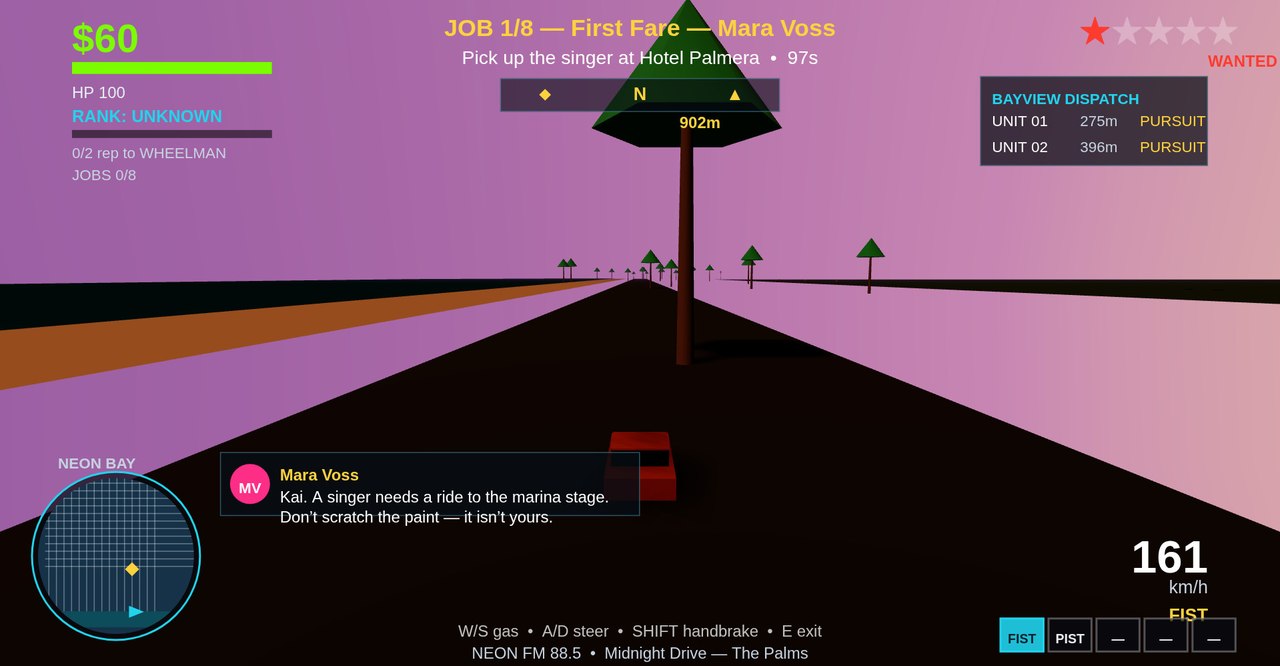 $60
HP 100
RANK: UNKNOWN
0/2 rep to WHEELMAN
JOBS 0/8
JOB 1/8 — First Fare — Mara Voss
Pick up the singer at Hotel Palmera • 97s
N
902m
WANTED
BAYVIEW DISPATCH
UNIT 01 275m PURSUIT
UNIT 02 396m PURSUIT
NEON BAY
MV
Mara Voss
Kai. A singer needs a ride to the marina stage.
Don’t scratch the paint — it isn’t yours.
161
km/h
FIST
FIST PIST — — —
W/S gas • A/D steer • SHIFT handbrake • E exit
NEON FM 88.5 • Midnight Drive — The Palms